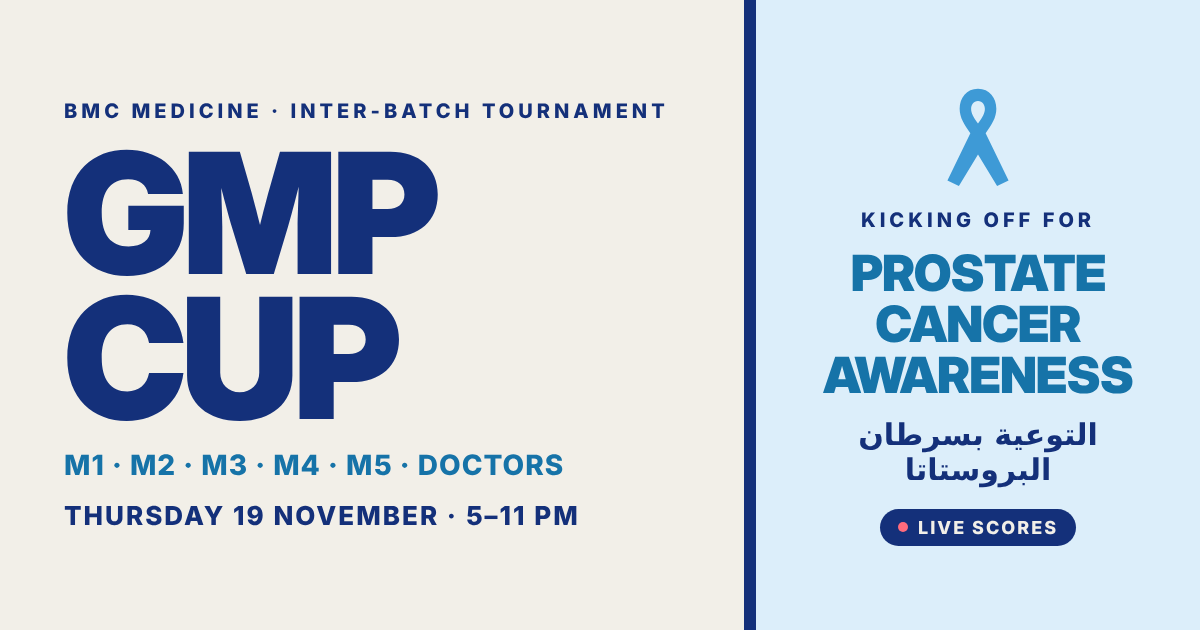 BMC MEDICINE · INTER-BATCH TOURNAMENT
GMP
CUP
M1 · M2 · M3 · M4 · M5 · DOCTORS
THURSDAY 19 NOVEMBER · 5–11 PM
KICKING OFF FOR
PROSTATE
CANCER
AWARENESS
التوعية بسرطان
البروستاتا
LIVE SCORES